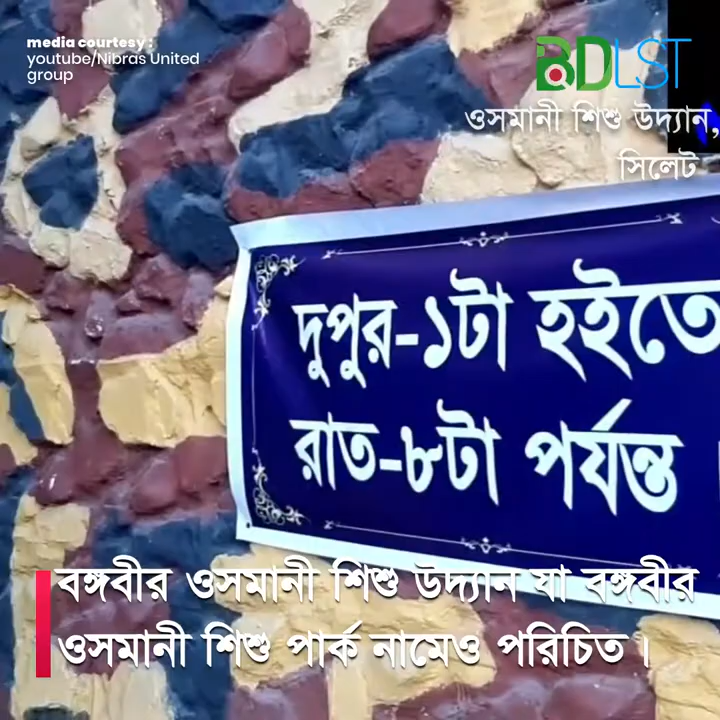 media courtesy :
youtube/Nibras United
group
BDLST
ওসমানী শিশু উদ্যান,
সিলেট
দুপুর-১টা হইতে
রাত-৮টা পর্যন্ত
বঙ্গবীর ওসমানী শিশু উদ্যান যা বঙ্গবীর
ওসমানী শিশু পার্ক নামেও পরিচিত।